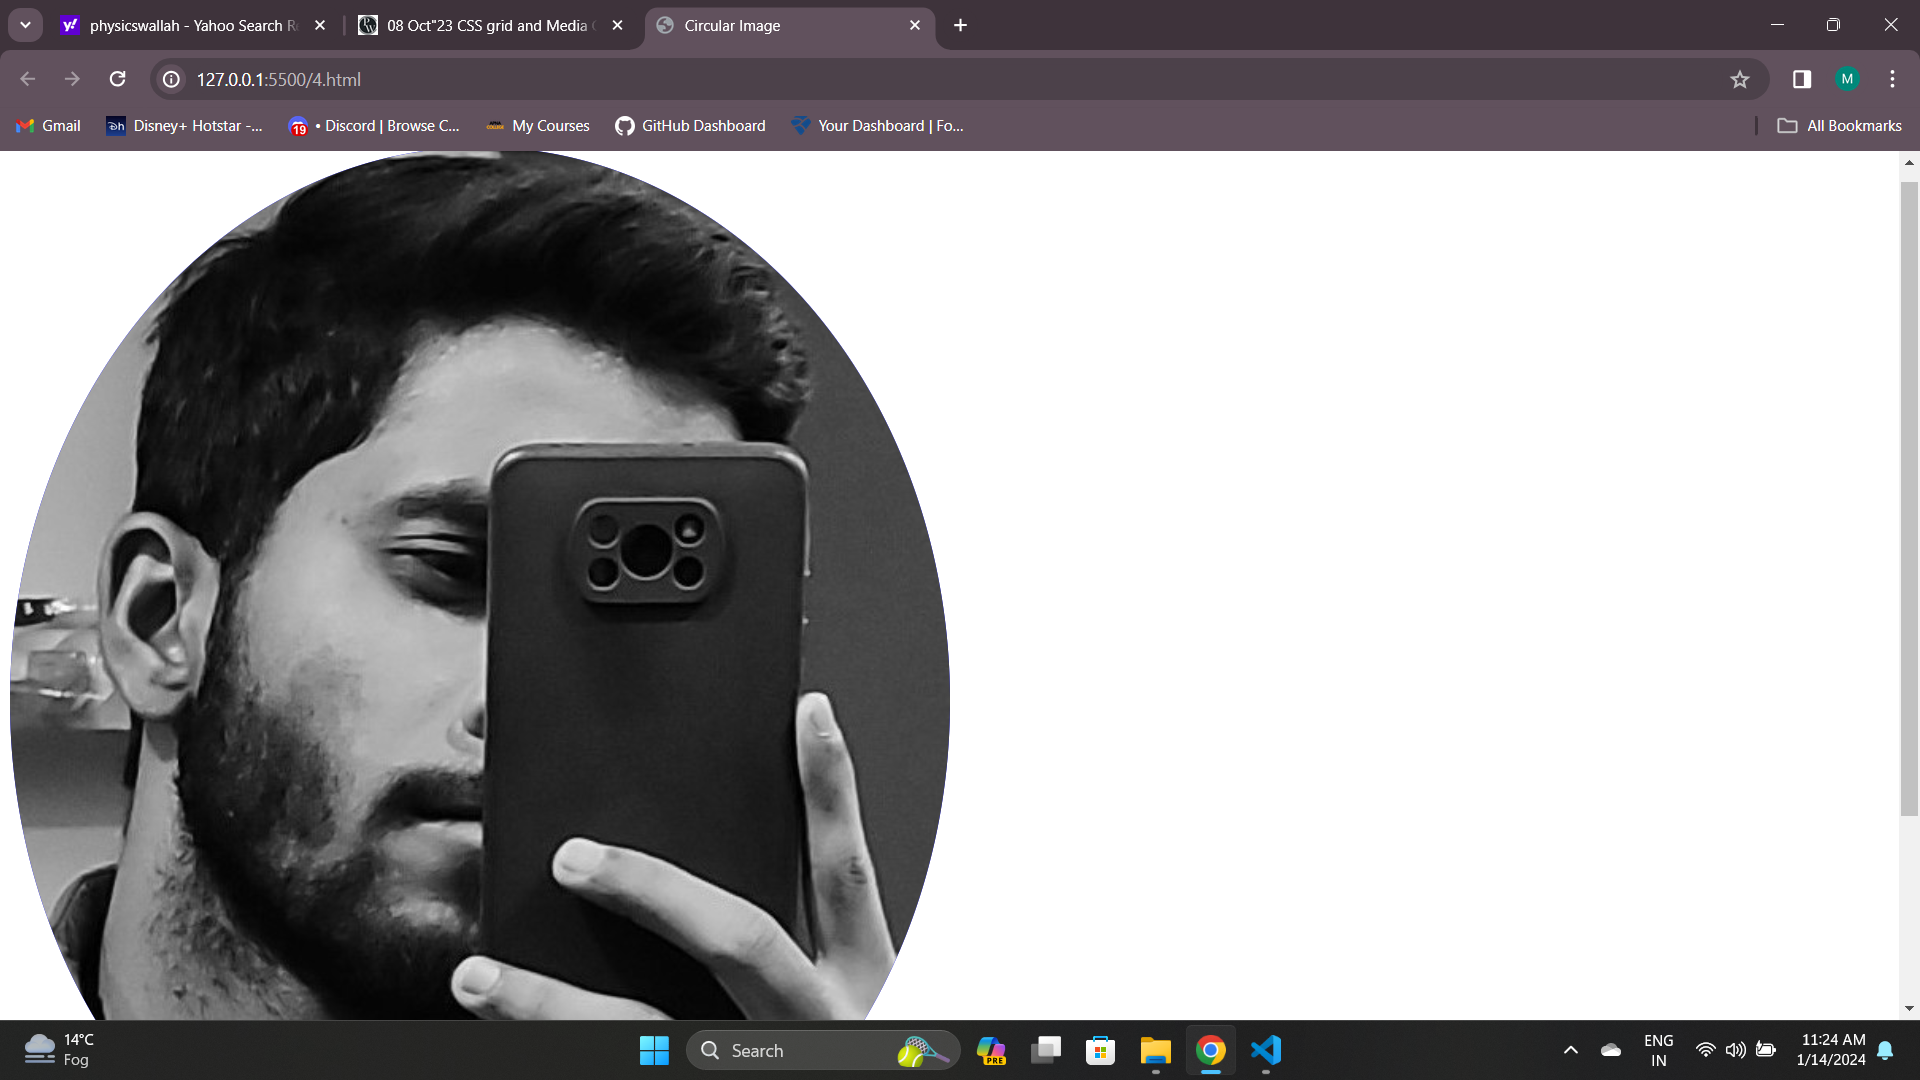 physicswallah - Yahoo Search R
08 Oct"23 CSS grid and Media
Circular Image
127.0.0.1:5500/4.html
M
Gmail
Disney+ Hotstar -...
19
• Discord | Browse C...
My Courses
GitHub Dashboard
Your Dashboard | Fo...
All Bookmarks
14°C
Fog
Search
PRE
ENG
IN
11:24 AM
1/14/2024